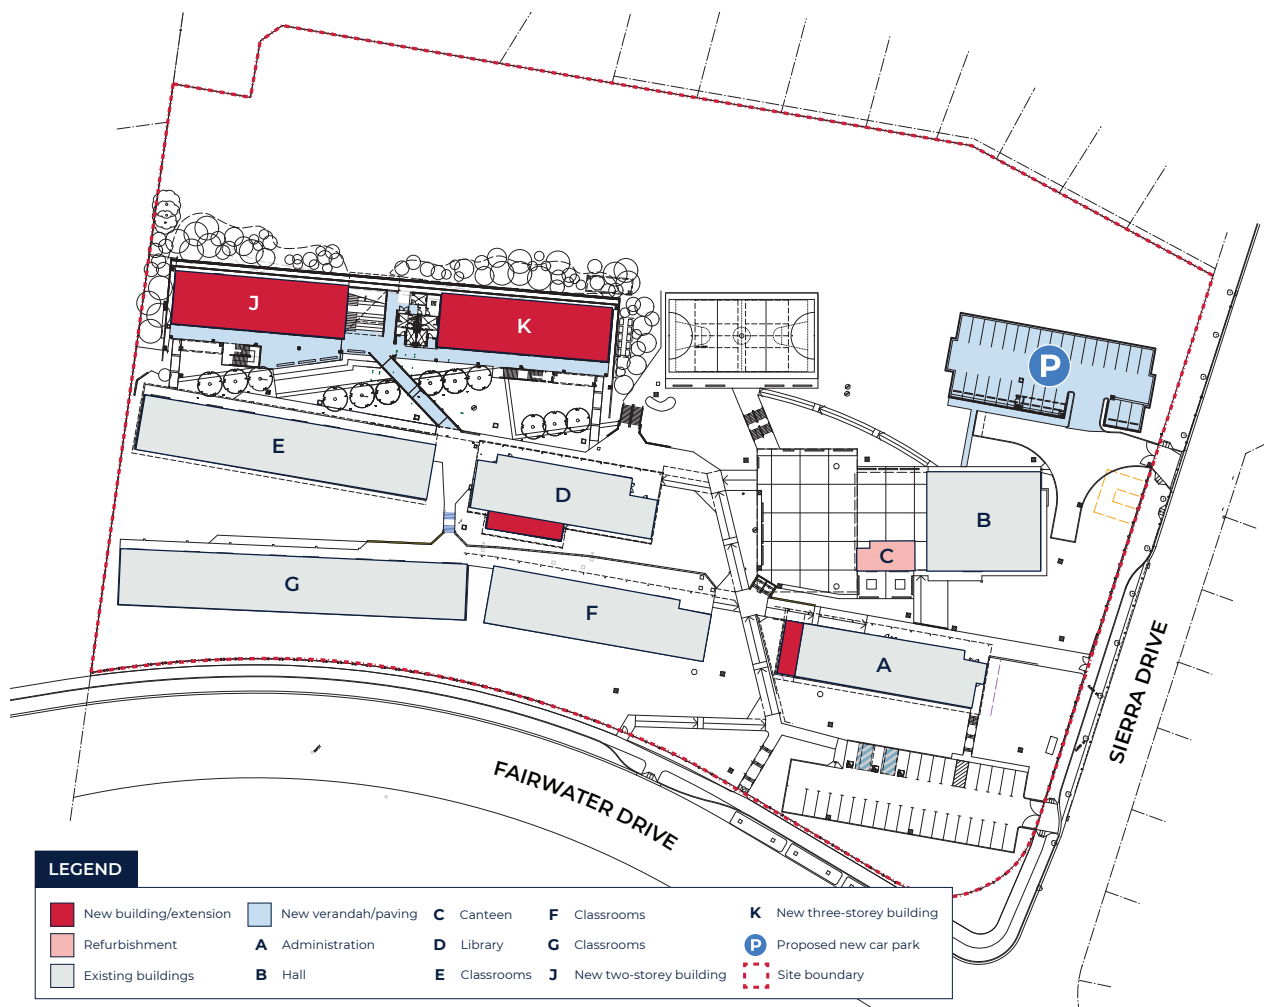 J
K
P
E
D
B
C
G
F
A
SIERRA DRIVE
FAIRWATER DRIVE
LEGEND
New building/extension
Refurbishment
Existing buildings
New verandah/paving
A Administration
B Hall
C Canteen
D Library
E Classrooms
F Classrooms
G Classrooms
J New two-storey building
K New three-storey building
P Proposed new car park
Site boundary